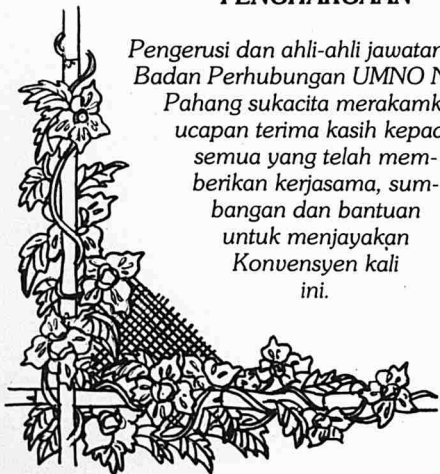 PENGHARGAAN
Pengerusi dan ahli-ahli jawatan
Badan Perhubungan UMNO N
Pahang sukacita merakamk
ucapan terima kasih kepad
semua yang telah mem-
berikan kerjasama, sum-
bangan dan bantuan
untuk menjayakan
Konvensyen kali
ini.